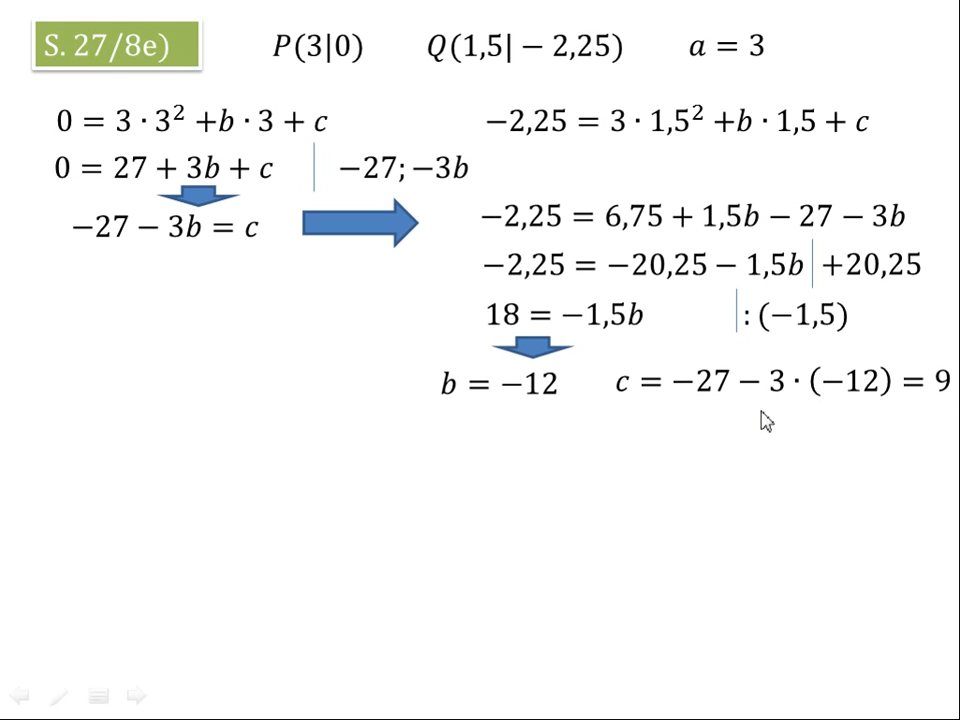 S. 27/8e) P(3|0) Q(1,5| − 2,25) a = 3
0 = 3 · 3² +b · 3 + c
0 = 27 + 3b + c | −27; −3b
−27 − 3b = c
−2,25 = 3 · 1,5² +b · 1,5 + c
−2,25 = 6,75 + 1,5b − 27 − 3b
−2,25 = −20,25 − 1,5b | +20,25
18 = −1,5b | : (−1,5)
b = −12 c = −27 − 3 · (−12) = 9